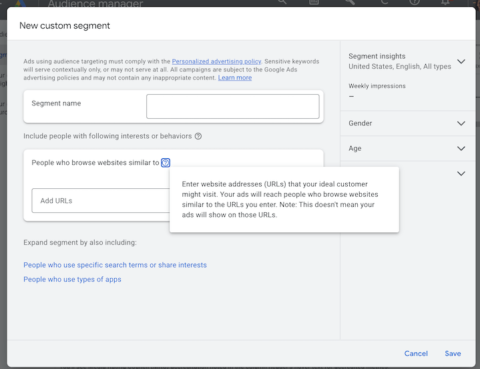 Audience manager
New custom segment
Ads using audience targeting must comply with the Personalized advertising policy. Sensitive keywords
will serve contextually only, or may not serve at all. All campaigns are subject to the Google Ads
advertising policies and may not contain any inappropriate content. Learn more
Segment name
Include people with following interests or behaviors
People who browse websites similar to
Enter website addresses (URLs) that your ideal customer
might visit. Your ads will reach people who browse websites
similar to the URLs you enter. Note: This doesn't mean your
ads will show on those URLs.
Add URLs
Expand segment by also including:
People who use specific search terms or share interests
People who use types of apps
Segment insights
United States, English, All types
Weekly impressions
–
Gender
Age
Cancel
Save